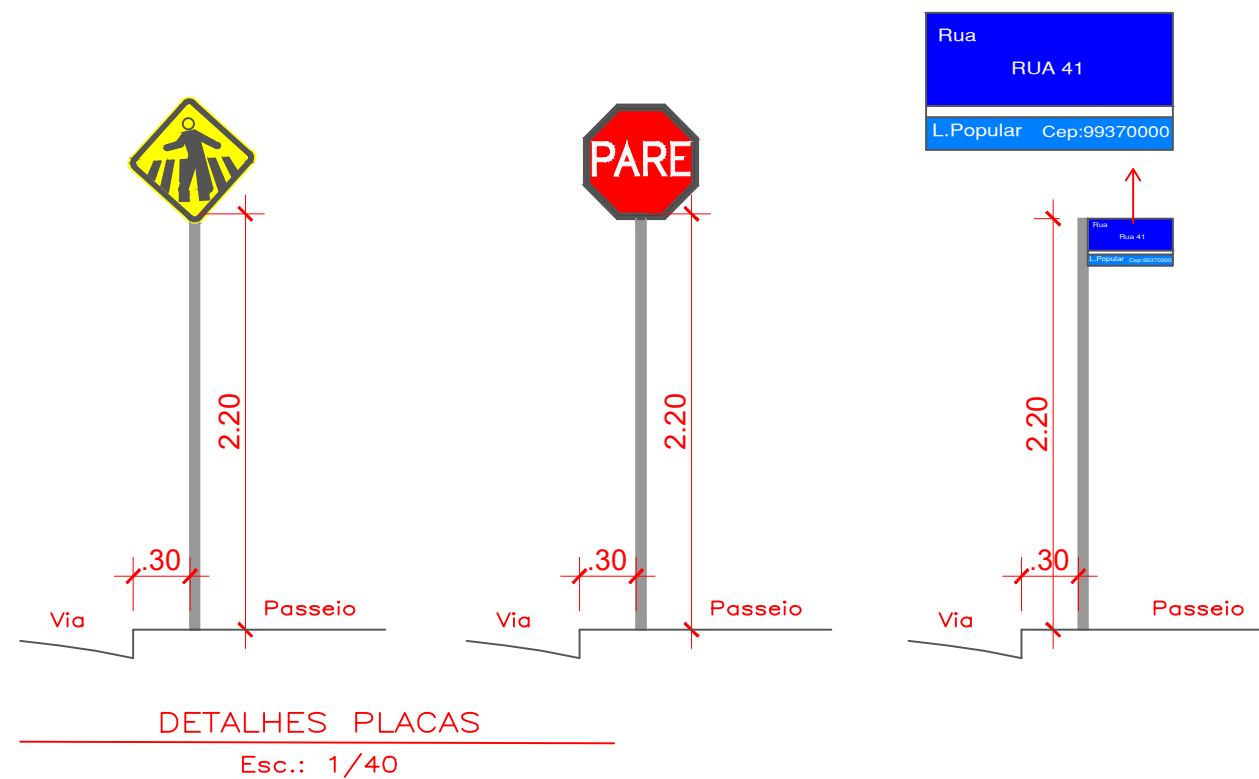 Rua
RUA 41
L.Popular Cep:99370000
PARE
Rua
Rua 41
L.Popular Cep:99370000
2.20
2.20
2.20
.30
.30
.30
Via Passeio
Via Passeio
Via Passeio
DETALHES PLACAS
Esc.: 1/40